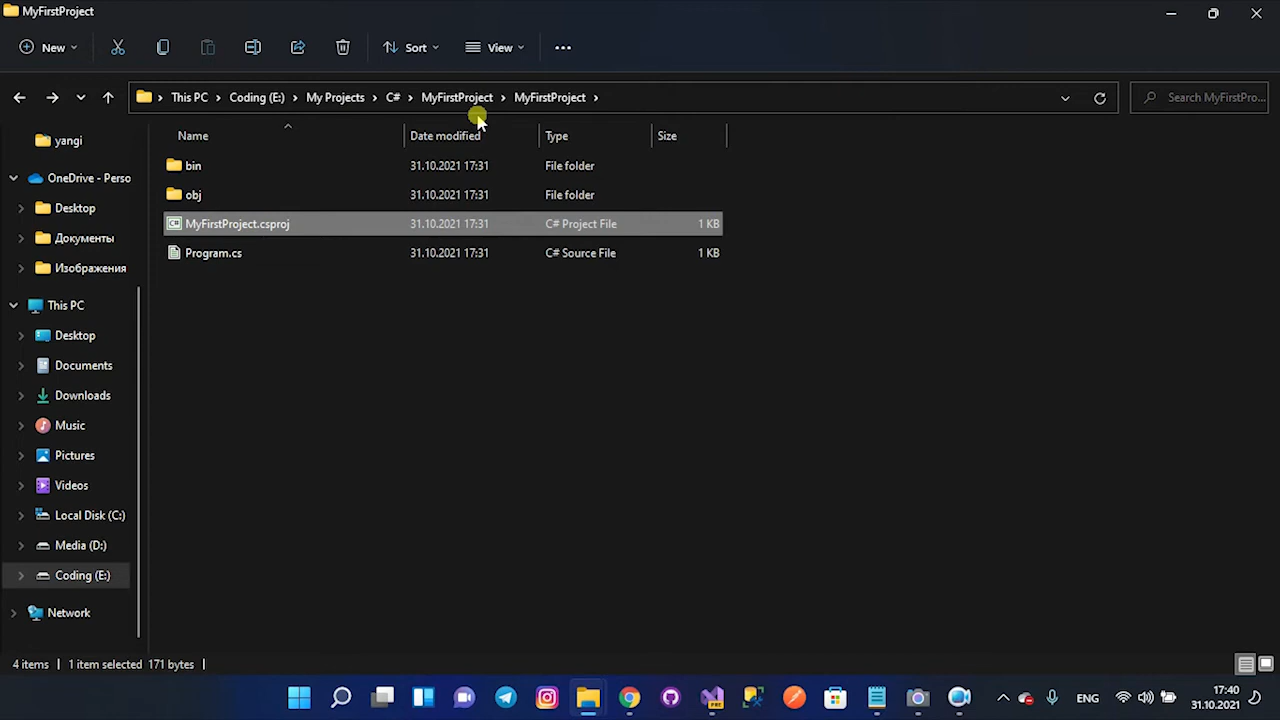 MyFirstProject
New
Sort
View
This PC
Coding (E:)
My Projects
C#
MyFirstProject
MyFirstProject
Search MyFirstPro...
Name
Date modified
Type
Size
bin
31.10.2021 17:31
File folder
obj
31.10.2021 17:31
File folder
MyFirstProject.csproj
31.10.2021 17:31
C# Project File
1 KB
Program.cs
31.10.2021 17:31
C# Source File
1 KB
yangi
OneDrive - Perso
Desktop
Документы
Изображения
This PC
Desktop
Documents
Downloads
Music
Pictures
Videos
Local Disk (C:)
Media (D:)
Coding (E:)
Network
4 items
1 item selected 171 bytes
PRE
ENG
17:40
31.10.2021